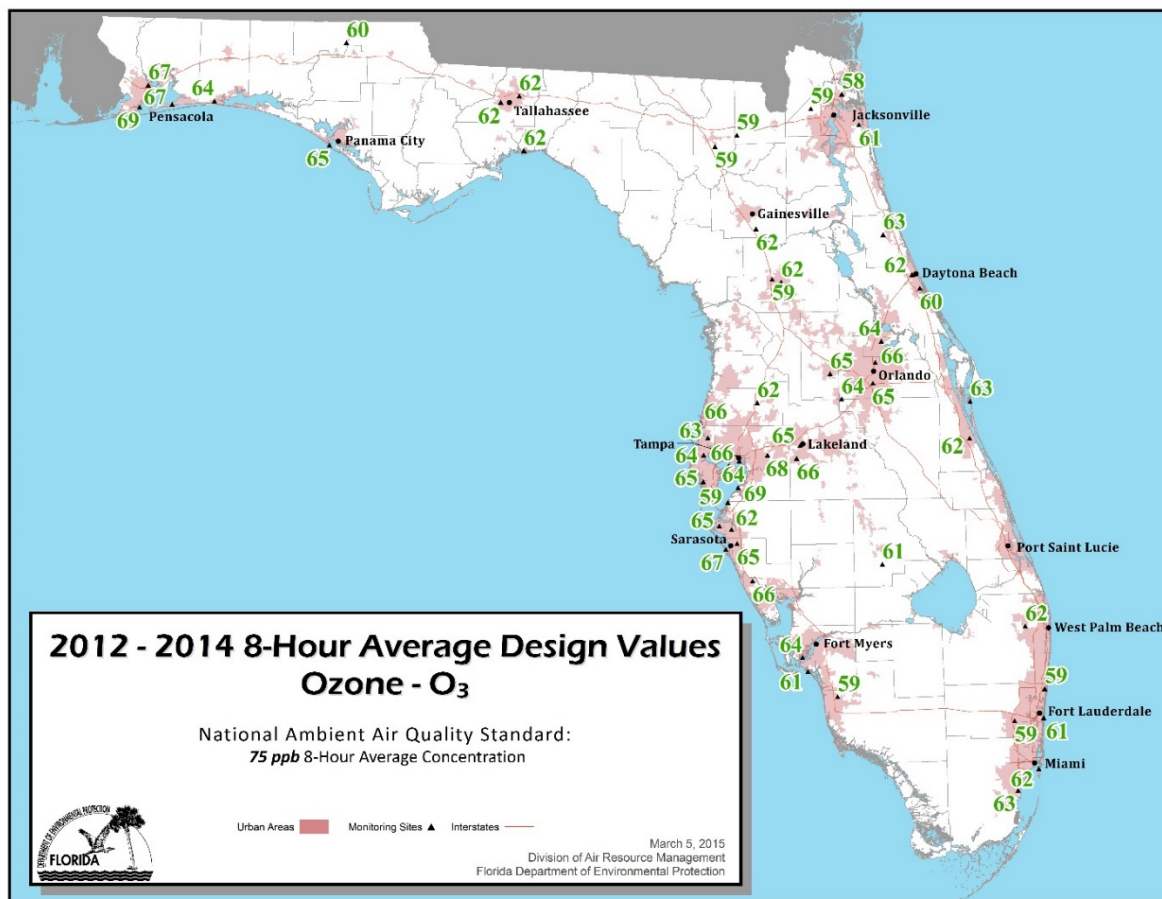 60
67
67
69
Pensacola
64
62
Tallahassee
62
62
Panama City
65
58
59
Jacksonville
61
59
59
Gainesville
62
63
62
Daytona Beach
60
62
59
64
66
65
Orlando
64
65
63
62
62
66
63
Tampa
64
66
64
65
65
Lakeland
66
68
69
59
65
62
Sarasota
65
67
66
61
Port Saint Lucie
62
West Palm Beach
64
Fort Myers
61
59
59
Fort Lauderdale
59
61
Miami
62
63
2012 - 2014 8-Hour Average Design Values
Ozone - O₃
National Ambient Air Quality Standard:
75 ppb 8-Hour Average Concentration
Urban Areas
Monitoring Sites
Interstates
March 5, 2015
Division of Air Resource Management
Florida Department of Environmental Protection
DEPARTMENT OF ENVIRONMENTAL PROTECTION
FLORIDA